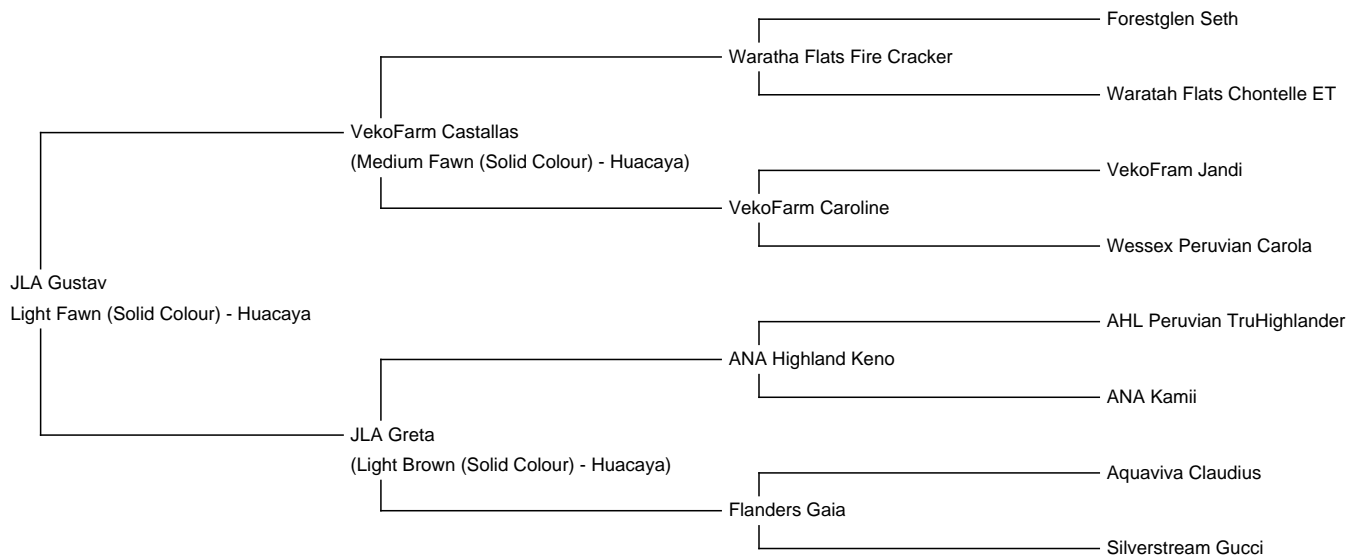 Forestglen Seth
Waratha Flats Fire Cracker
Waratah Flats Chontelle ET
VekoFarm Castallas
(Medium Fawn (Solid Colour) - Huacaya)
VekoFram Jandi
VekoFarm Caroline
Wessex Peruvian Carola
JLA Gustav
Light Fawn (Solid Colour) - Huacaya
AHL Peruvian TruHighlander
ANA Highland Keno
ANA Kamii
JLA Greta
(Light Brown (Solid Colour) - Huacaya)
Aquaviva Claudius
Flanders Gaia
Silverstream Gucci